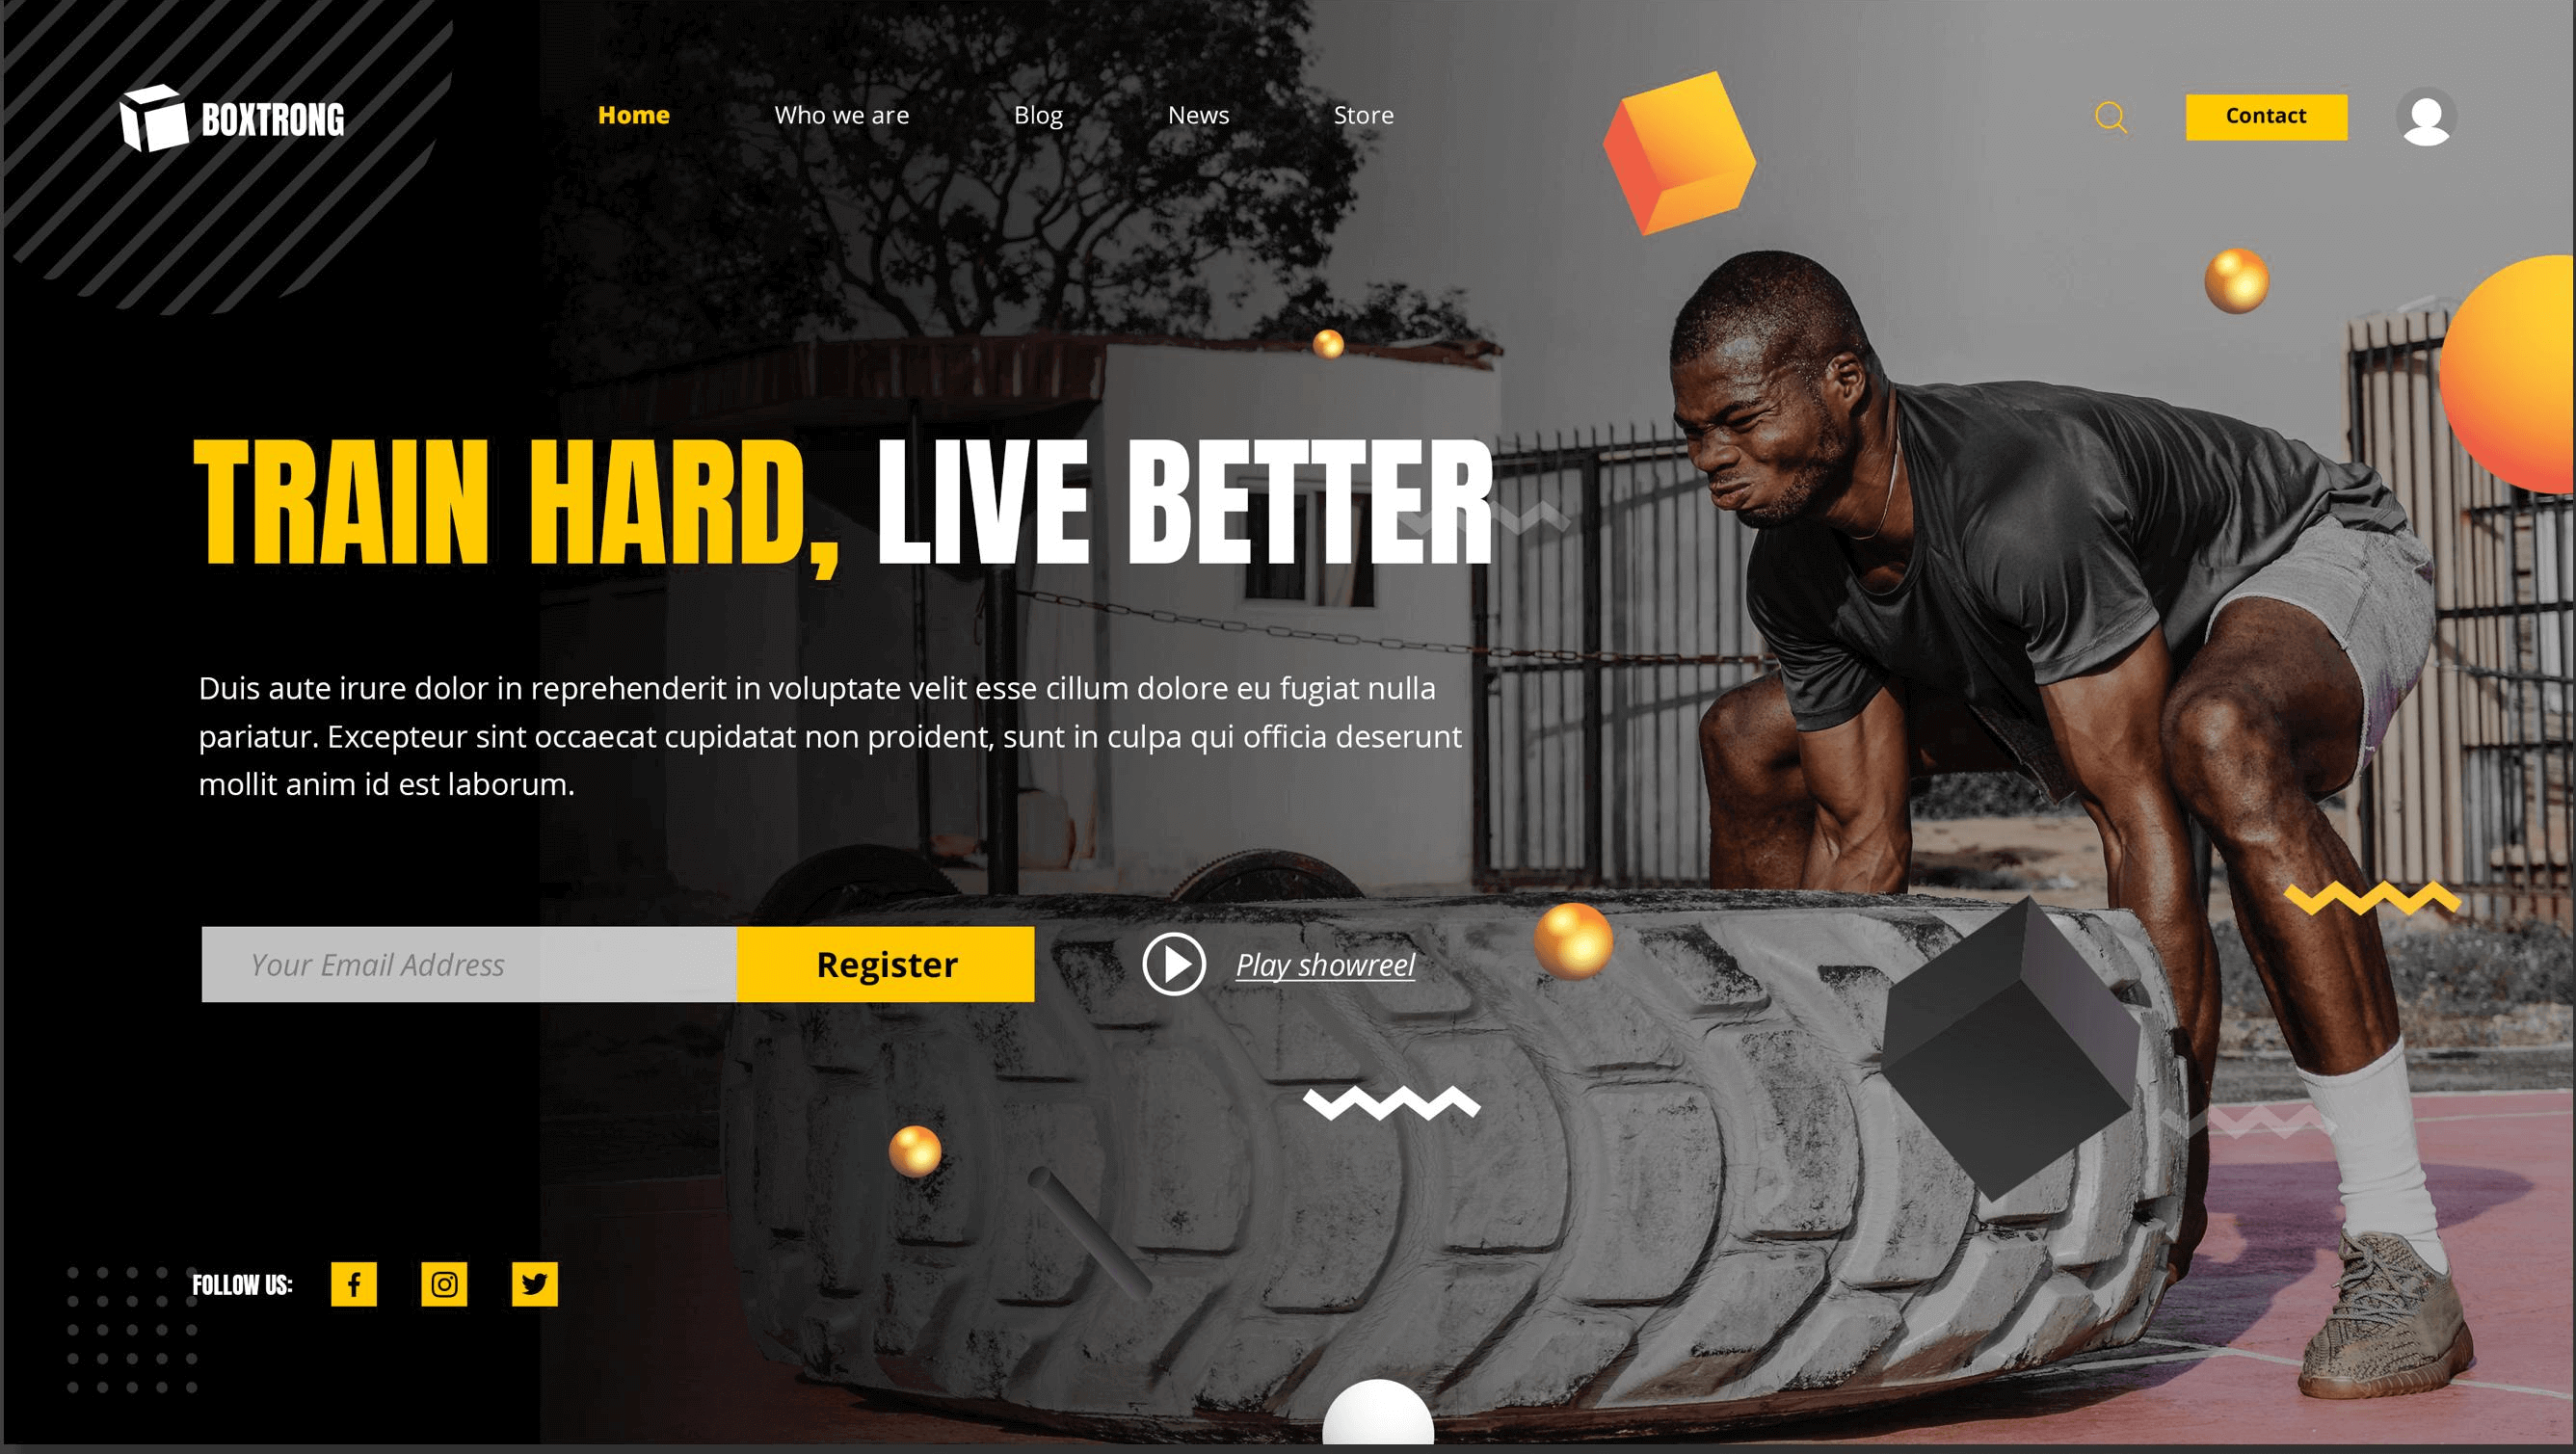 BOXTRONG
Home
Who we are
Blog
News
Store
Contact
TRAIN HARD, LIVE BETTER
Duis aute irure dolor in reprehenderit in voluptate velit esse cillum dolore eu fugiat nulla
pariatur. Excepteur sint occaecat cupidatat non proident, sunt in culpa qui officia deserunt
mollit anim id est laborum.
Your Email Address
Register
Play showreel
FOLLOW US: